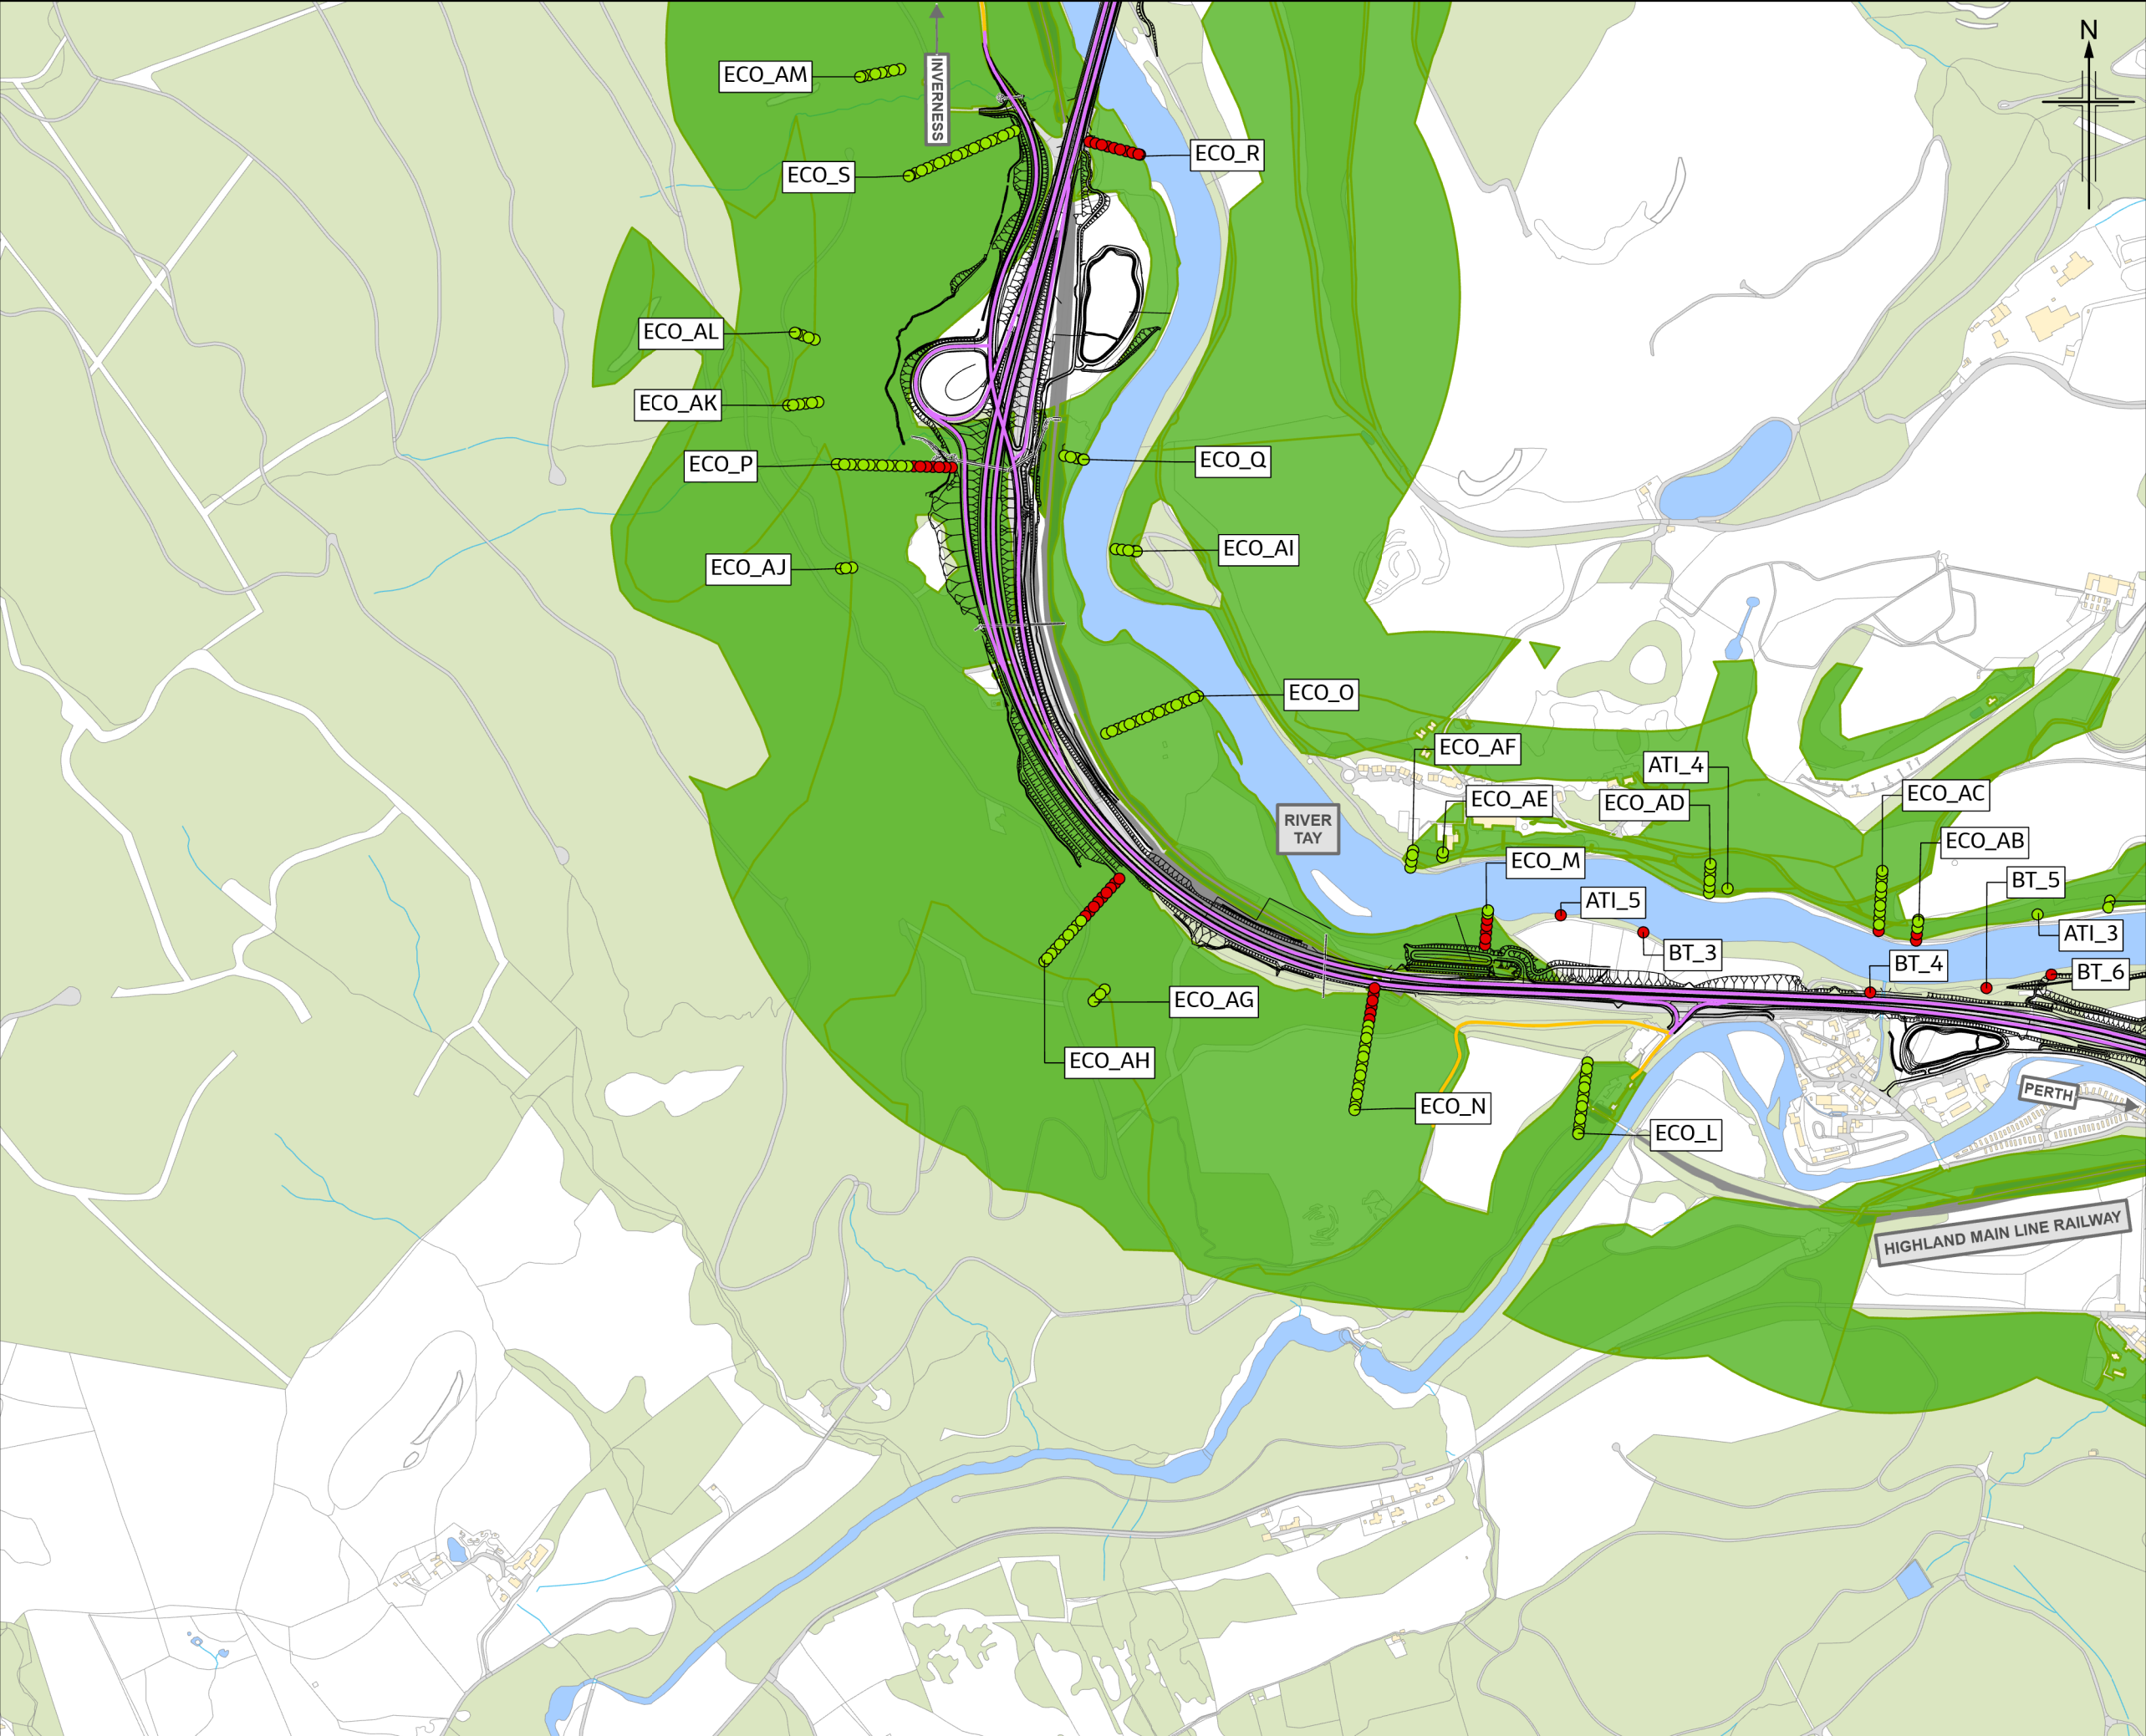 N
ECO_AM
INVERNESS
ECO_R
ECO_S
ECO_AL
ECO_AK
ECO_P
ECO_Q
ECO_AI
ECO_AJ
ECO_O
ECO_AF
ATI_4
ECO_AE
ECO_AD
ECO_AC
RIVER
TAY
ECO_AB
ECO_M
BT_5
ATI_5
ATI_3
BT_3
BT_4
BT_6
ECO_AG
ECO_AH
PERTH
ECO_N
ECO_L
HIGHLAND MAIN LINE RAILWAY